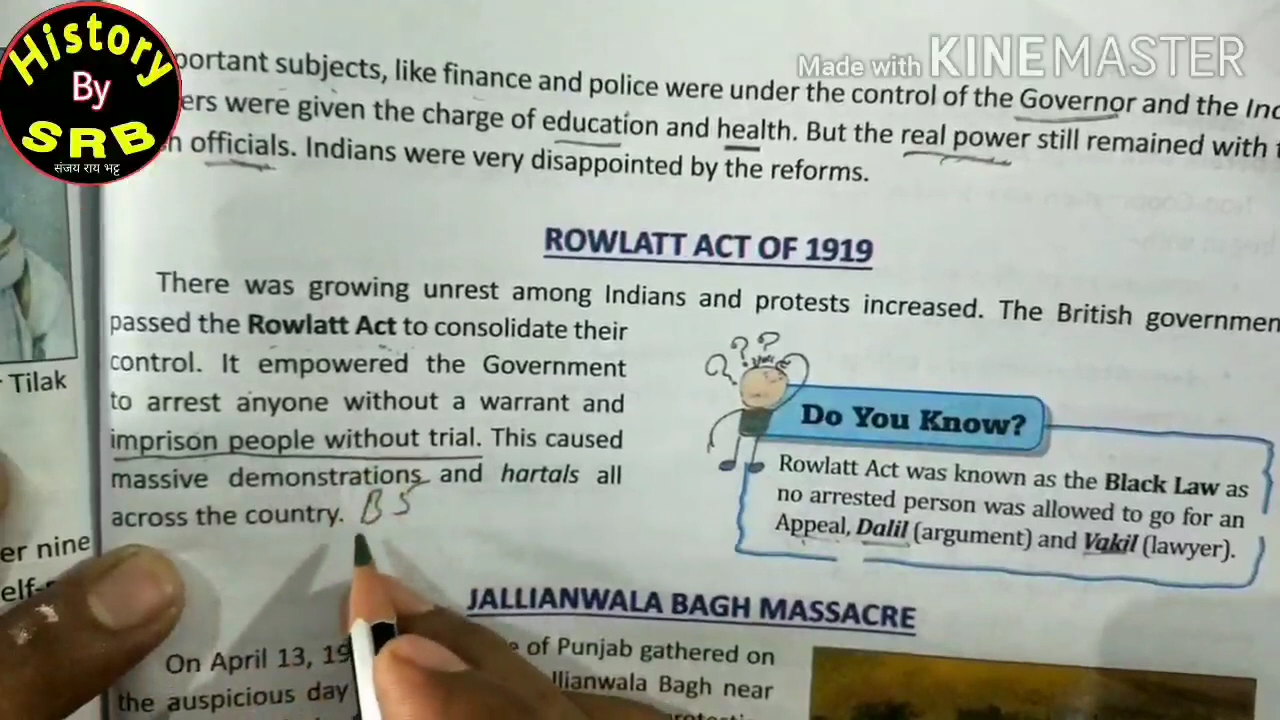 History
By
SRB
संजय राय भट्ट
Made with KINEMASTER
portant subjects, like finance and police were under the control of the Governor and the
ers were given the charge of education and health. But the real power still remained with
officials. Indians were very disappointed by the reforms.
ROWLATT ACT OF 1919
There was growing unrest among Indians and protests increased. The British governmen
passed the Rowlatt Act to consolidate their
control. It empowered the Government
to arrest anyone without a warrant and
imprison people without trial. This caused
massive demonstrations and hartals all
across the country. B S
? ? ?
Do You Know?
Rowlatt Act was known as the Black Law as
no arrested person was allowed to go for an
Appeal, Dalil (argument) and Vakil (lawyer).
Tilak
er nine
elf-
JALLIANWALA BAGH MASSACRE
On April 13, 19 of Punjab gathered on
the auspicious day llianwala Bagh near